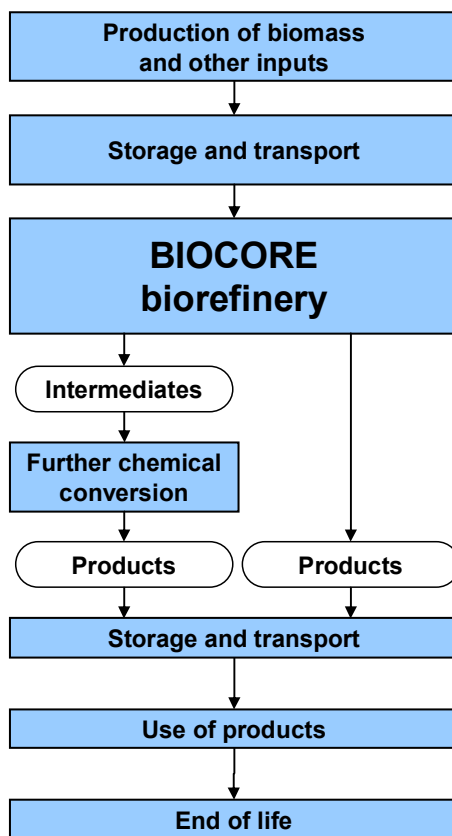 Production of biomass
and other inputs
Storage and transport
BIOCORE
biorefinery
Intermediates
Further chemical
conversion
Products
Products
Storage and transport
Use of products
End of life